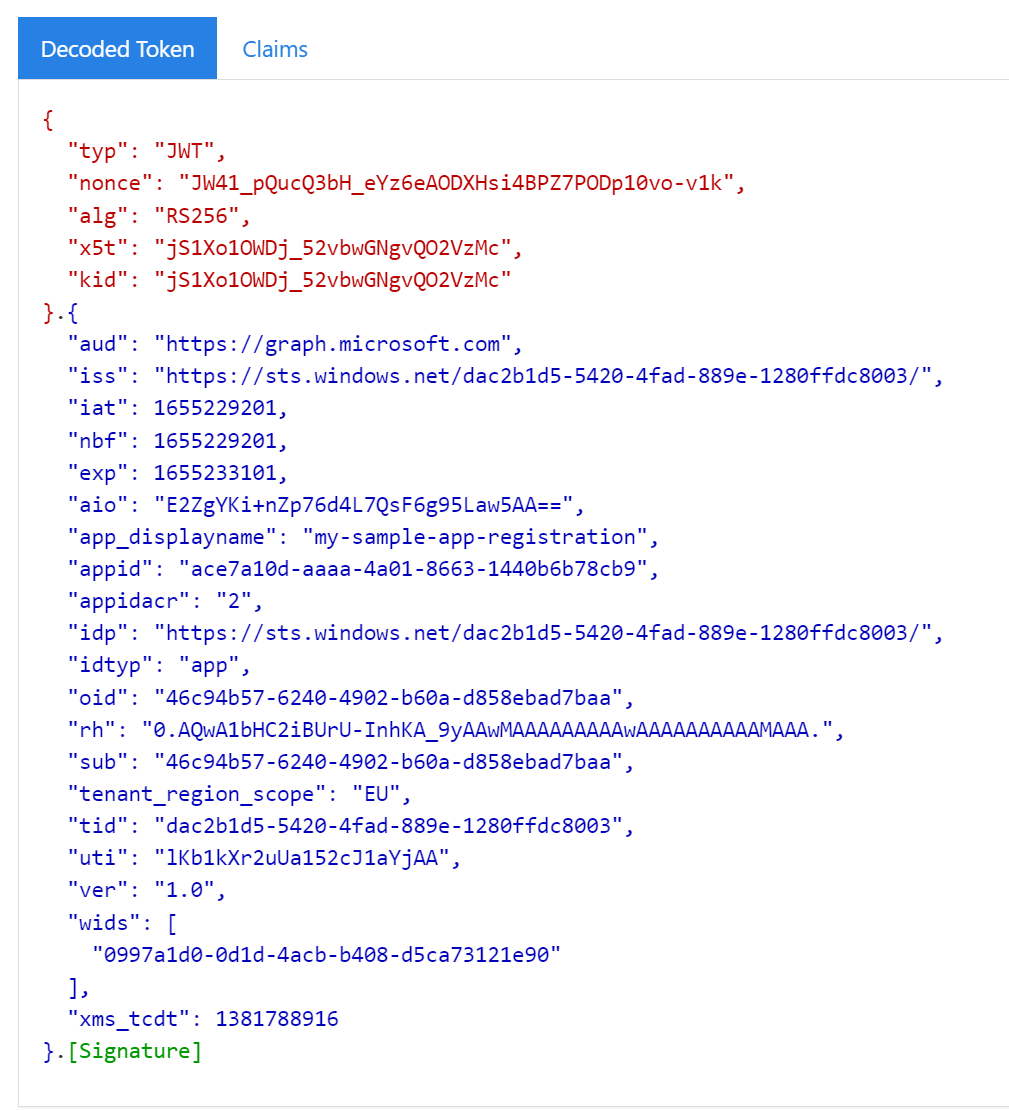 Decoded Token
Claims
{
"typ": "JWT",
"nonce": "JW41_pQucQ3bH_eYz6eAODXHsi4BPZ7PODp10vo-v1k",
"alg": "RS256",
"x5t": "jS1Xo1OWDj_52vbwGNgvQO2VzMc",
"kid": "jS1Xo1OWDj_52vbwGNgvQO2VzMc"
}.{
"aud": "https://graph.microsoft.com",
"iss": "https://sts.windows.net/dac2b1d5-5420-4fad-889e-1280ffdc8003/",
"iat": 1655229201,
"nbf": 1655229201,
"exp": 1655233101,
"aio": "E2ZgYKi+nZp76d4L7QsF6g95Law5AA==",
"app_displayname": "my-sample-app-registration",
"appid": "ace7a10d-aaaa-4a01-8663-1440b6b78cb9",
"appidacr": "2",
"idp": "https://sts.windows.net/dac2b1d5-5420-4fad-889e-1280ffdc8003/",
"idtyp": "app",
"oid": "46c94b57-6240-4902-b60a-d858ebad7baa",
"rh": "0.AQwA1bHC2iBUrU-InhKA_9yAAwMAAAAAAAAAwAAAAAAAAAAMAAA.",
"sub": "46c94b57-6240-4902-b60a-d858ebad7baa",
"tenant_region_scope": "EU",
"tid": "dac2b1d5-5420-4fad-889e-1280ffdc8003",
"uti": "lKb1kXr2uUa152cJ1aYjAA",
"ver": "1.0",
"wids": [
"0997a1d0-0d1d-4acb-b408-d5ca73121e90"
],
"xms_tcdt": 1381788916
}.[Signature]